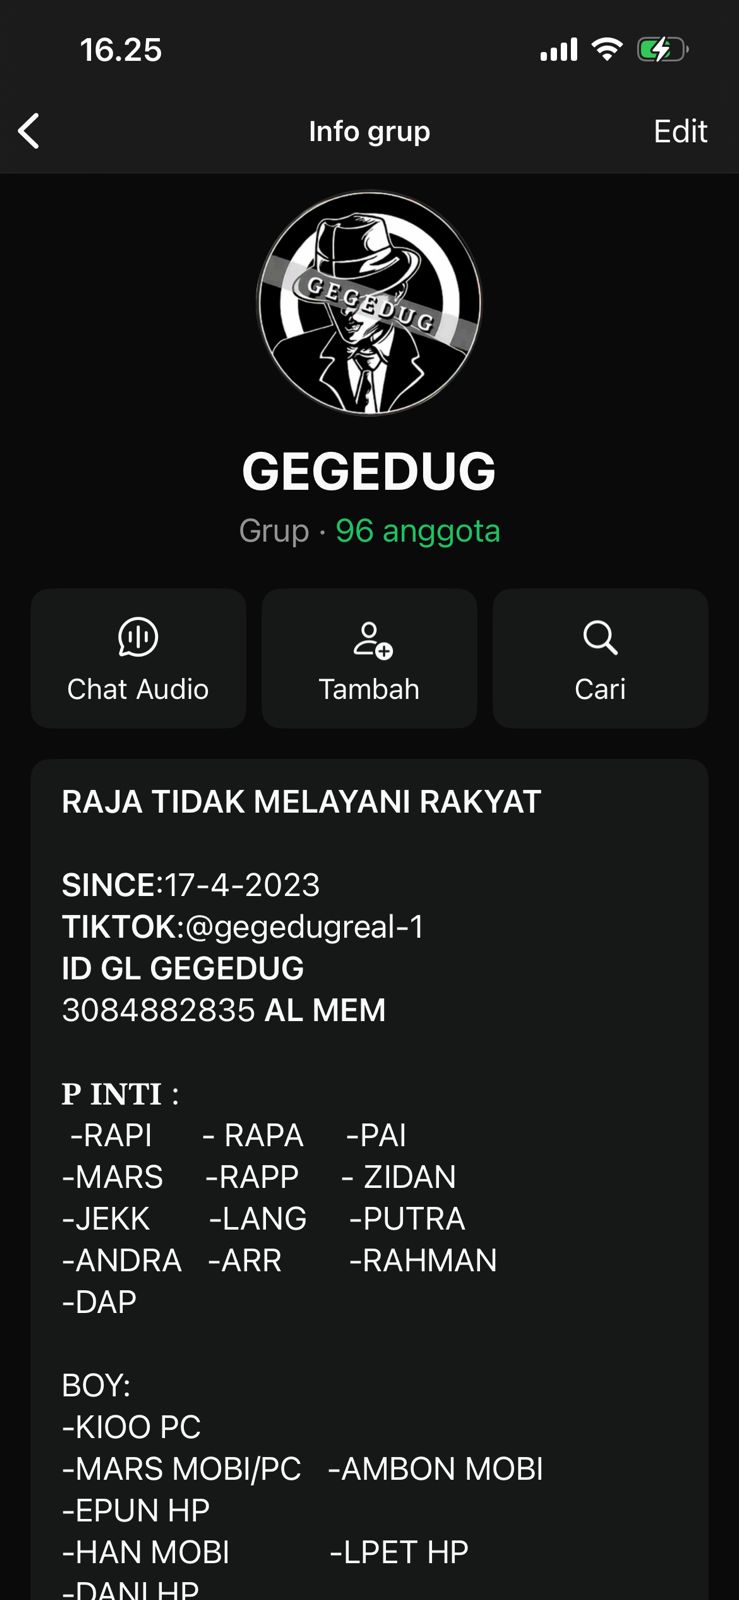 16.25
Info grup
Edit
GEGEDUG
GEGEDUG
Grup · 96 anggota
Chat Audio
Tambah
Cari
RAJA TIDAK MELAYANI RAKYAT
SINCE:17-4-2023
TIKTOK:@gegedugreal-1
ID GL GEGEDUG
3084882835 AL MEM
P INTI :
-RAPI - RAPA -PAI
-MARS -RAPP - ZIDAN
-JEKK -LANG -PUTRA
-ANDRA -ARR -RAHMAN
-DAP
BOY:
-KIOO PC
-MARS MOBI/PC -AMBON MOBI
-EPUN HP
-HAN MOBI -LPET HP
-DANI HP